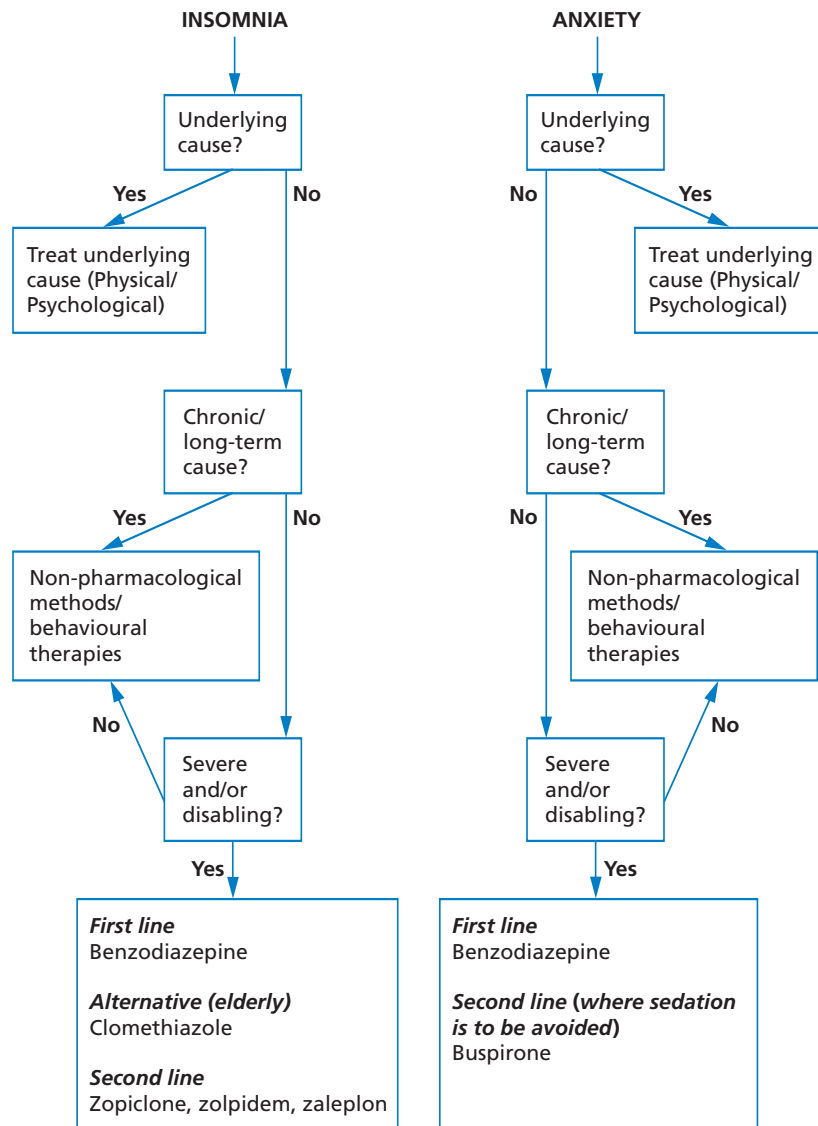 INSOMNIA
Underlying
cause?
Yes
No
Treat underlying
cause (Physical/
Psychological)
Chronic/
long-term
cause?
Yes
No
Non-pharmacological
methods/
behavioural
therapies
No
Severe
and/or
disabling?
Yes
First line
Benzodiazepine
Alternative (elderly)
Clomethiazole
Second line
Zopiclone, zolpidem, zaleplon
ANXIETY
Underlying
cause?
No
Yes
Treat underlying
cause (Physical/
Psychological)
Chronic/
long-term
cause?
No
Yes
Non-pharmacological
methods/
behavioural
therapies
No
Severe
and/or
disabling?
Yes
First line
Benzodiazepine
Second line (where sedation
is to be avoided)
Buspirone